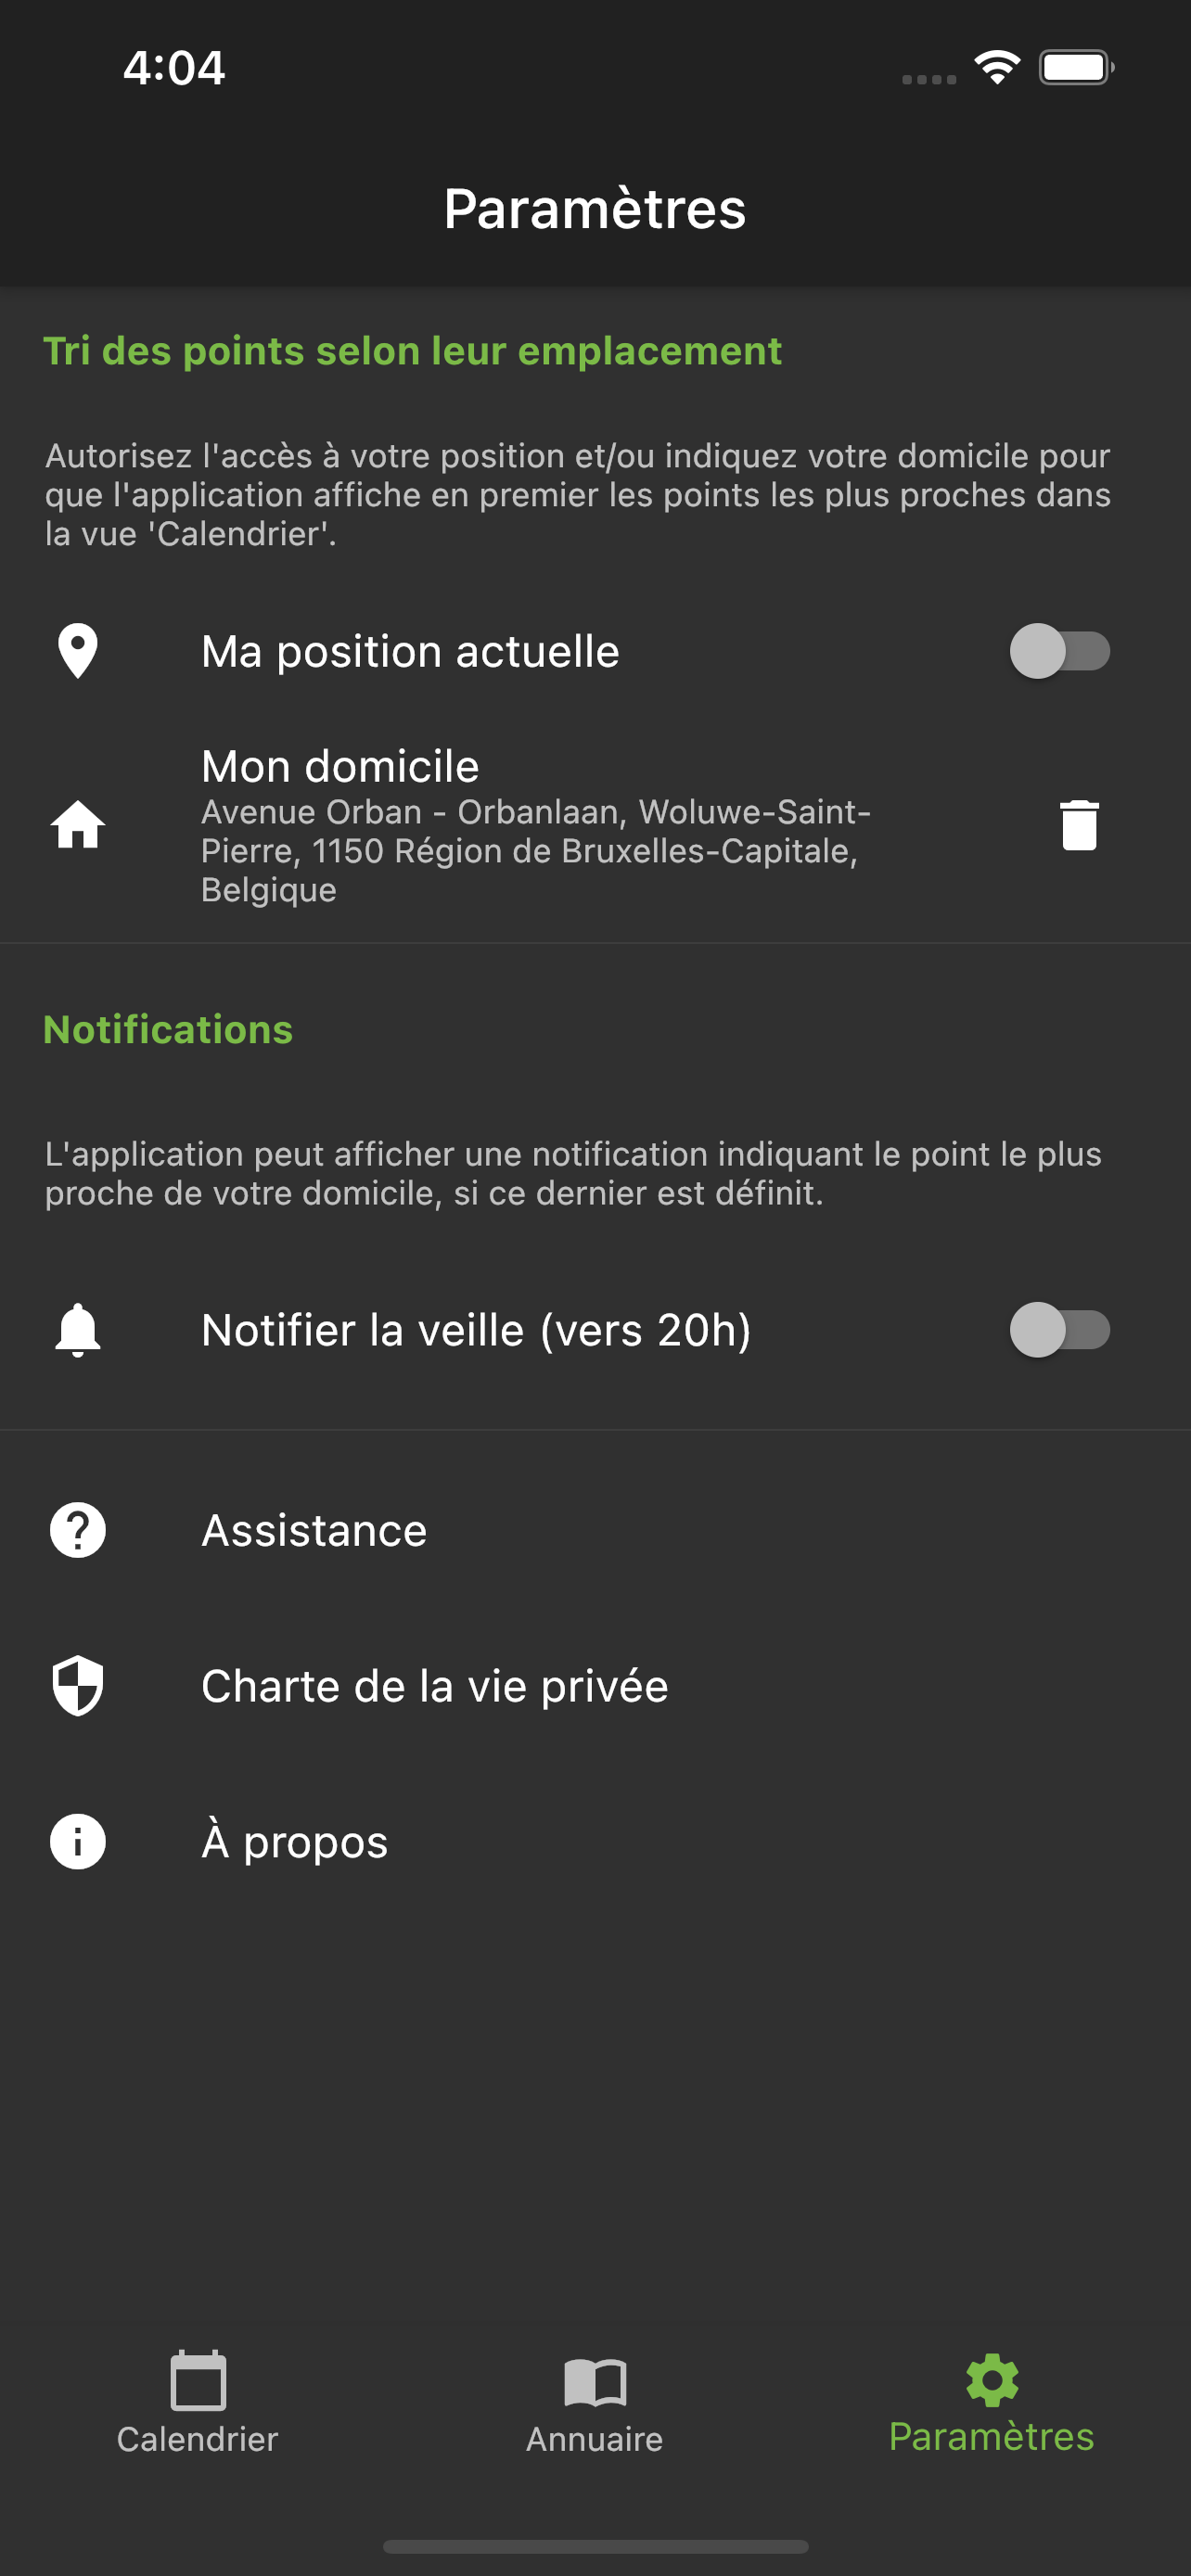 4:04
Paramètres
Tri des points selon leur emplacement
Autorisez l'accès à votre position et/ou indiquez votre domicile pour
que l'application affiche en premier les points les plus proches dans
la vue 'Calendrier'.
Ma position actuelle
Mon domicile
Avenue Orban - Orbanlaan, Woluwe-Saint-
Pierre, 1150 Région de Bruxelles-Capitale,
Belgique
Notifications
L'application peut afficher une notification indiquant le point le plus
proche de votre domicile, si ce dernier est définit.
Notifier la veille (vers 20h)
Assistance
Charte de la vie privée
À propos
Calendrier
Annuaire
Paramètres